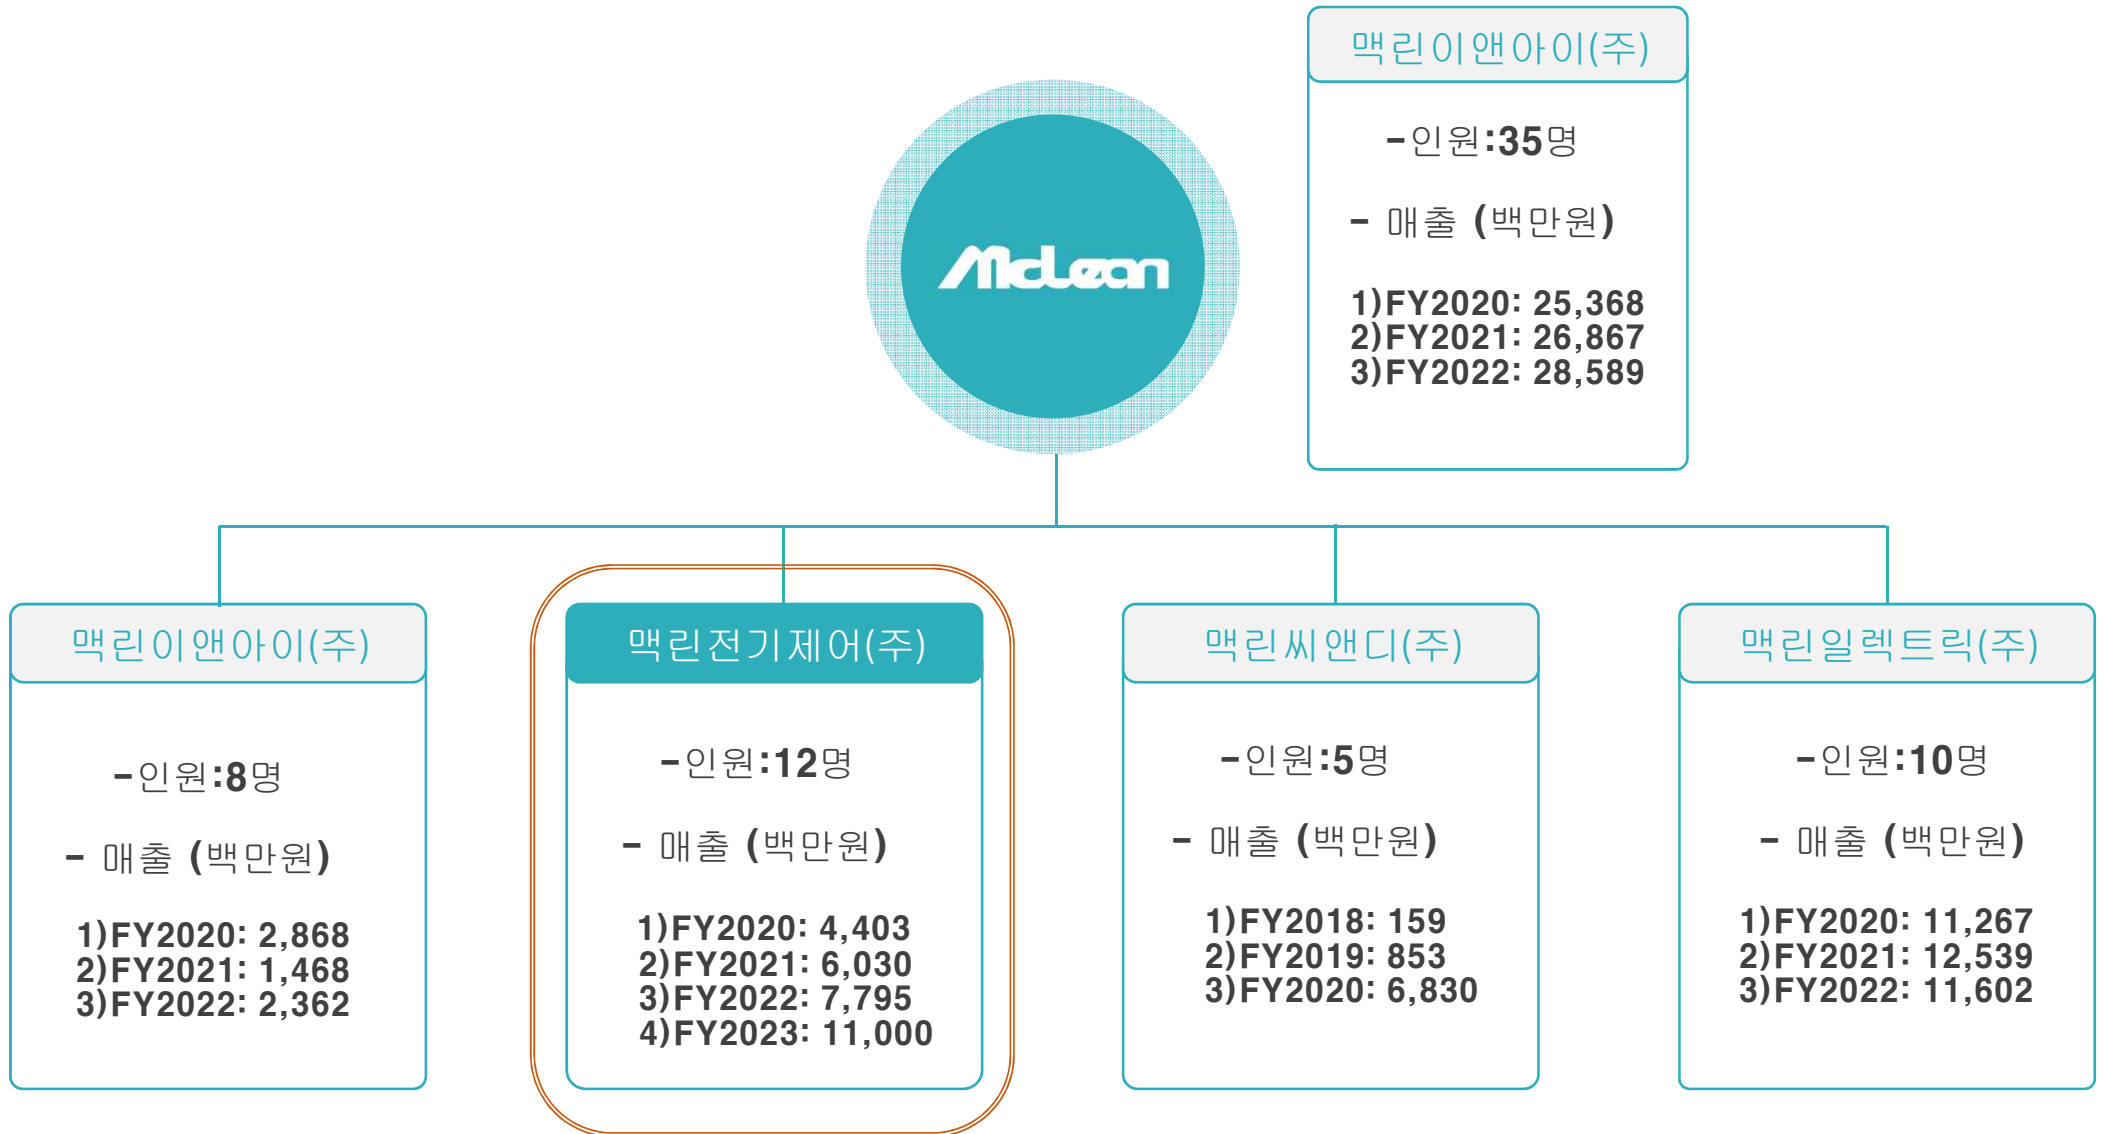 맥린이앤아이(주)
-인원:35명
- 매출 (백만원)
1)FY2020: 25,368
2)FY2021: 26,867
3)FY2022: 28,589
McLean
맥린이앤아이(주)
-인원:8명
- 매출 (백만원)
1)FY2020: 2,868
2)FY2021: 1,468
3)FY2022: 2,362
맥린전기제어(주)
-인원:12명
- 매출 (백만원)
1)FY2020: 4,403
2)FY2021: 6,030
3)FY2022: 7,795
4)FY2023: 11,000
맥린씨앤디(주)
-인원:5명
- 매출 (백만원)
1)FY2018: 159
2)FY2019: 853
3)FY2020: 6,830
맥린일렉트릭(주)
-인원:10명
- 매출 (백만원)
1)FY2020: 11,267
2)FY2021: 12,539
3)FY2022: 11,602